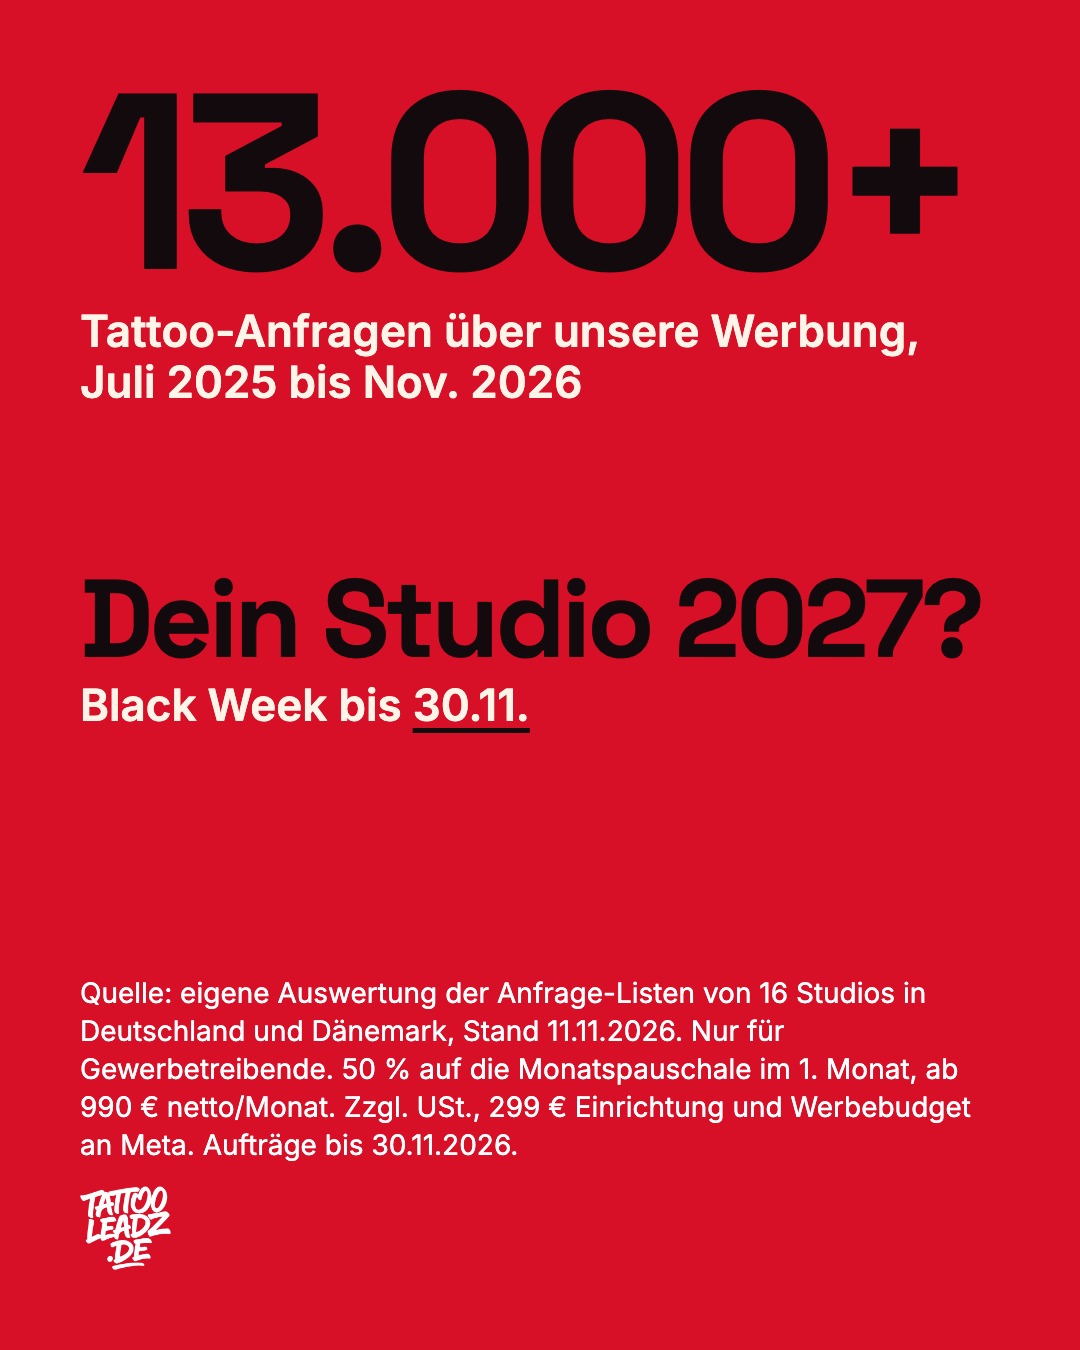 13.000+
Tattoo-Anfragen über unsere Werbung,
Juli 2025 bis Nov. 2026
Dein Studio 2027?
Black Week bis 30.11.
Quelle: eigene Auswertung der Anfrage-Listen von 16 Studios in
Deutschland und Dänemark, Stand 11.11.2026. Nur für
Gewerbetreibende. 50 % auf die Monatspauschale im 1. Monat, ab
990 € netto/Monat. Zzgl. USt., 299 € Einrichtung und Werbebudget
an Meta. Aufträge bis 30.11.2026.
TATTOO
LEADZ
.DE